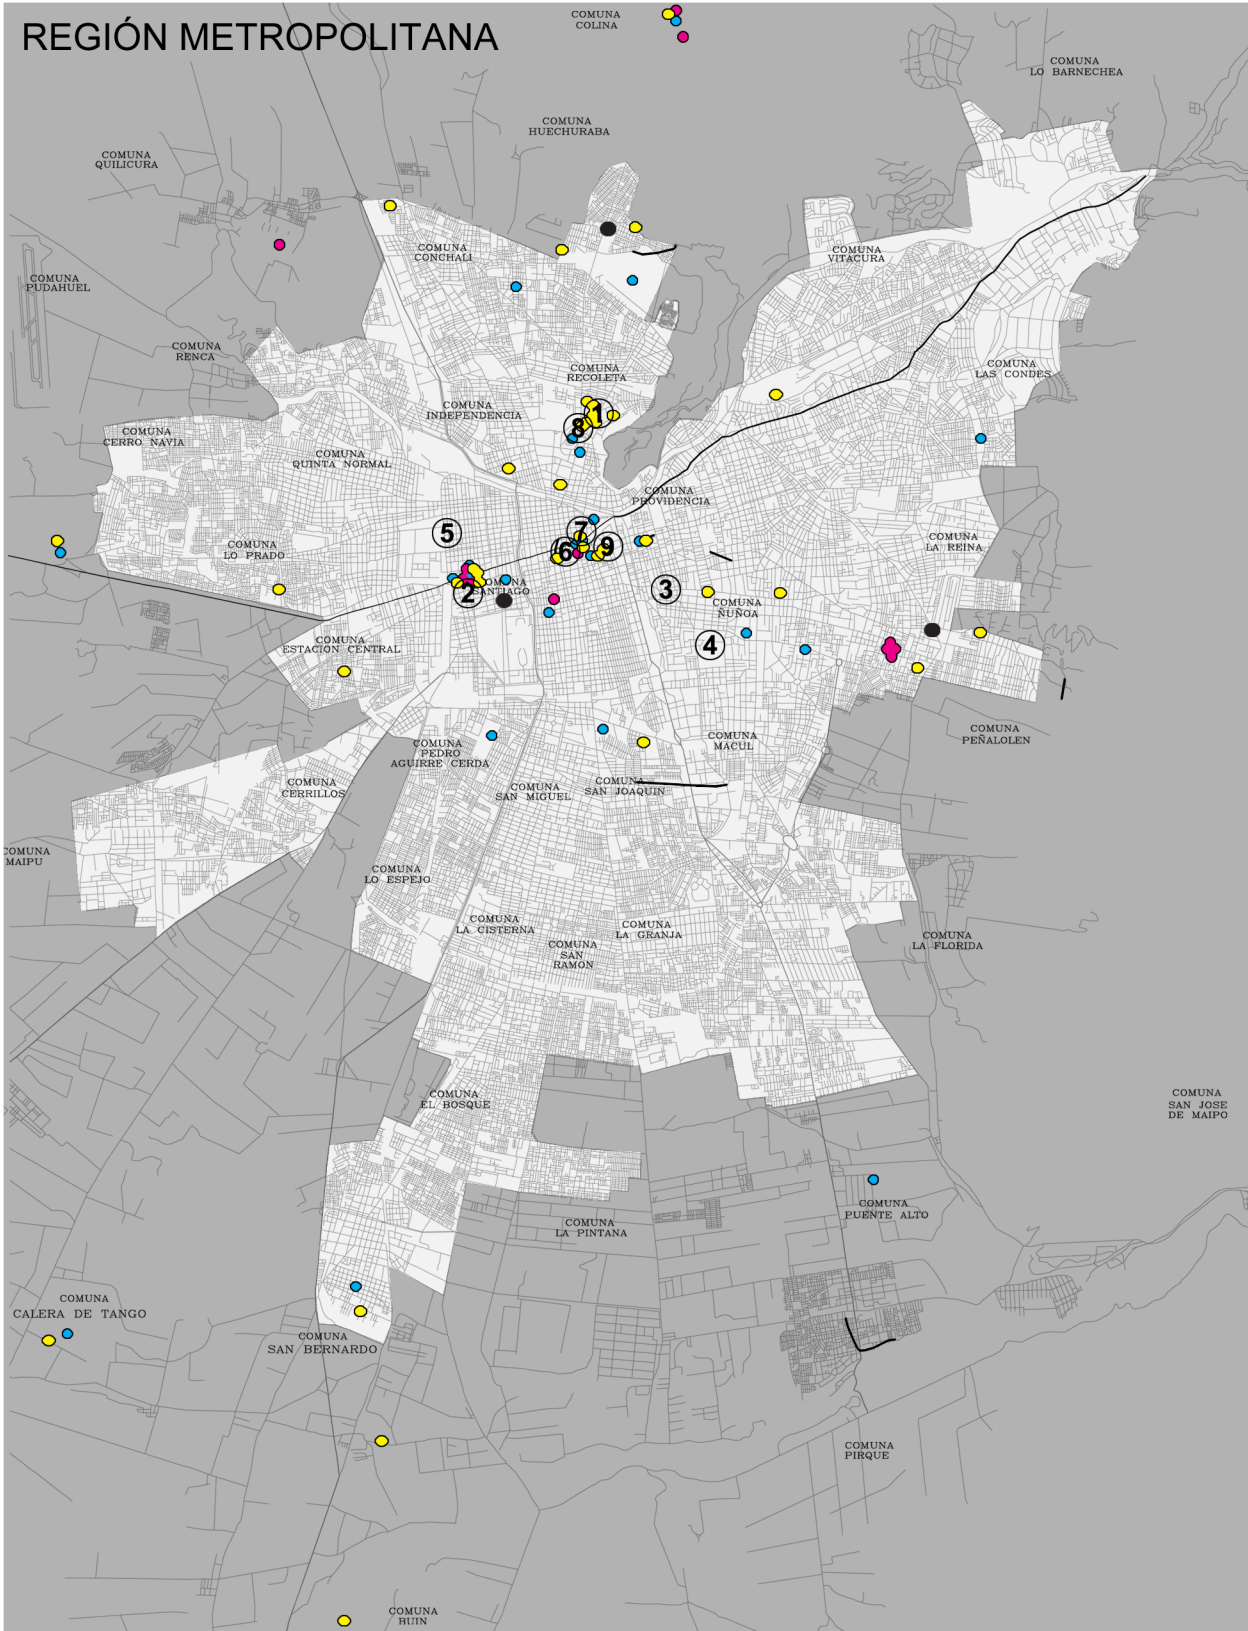 REGIÓN METROPOLITANA
COMUNA
COLINA
COMUNA
LO BARNECHEA
COMUNA
HUECHURABA
COMUNA
QUILICURA
COMUNA
CONCHALI
COMUNA
VITACURA
COMUNA
PUDAHUEL
COMUNA
RENCA
COMUNA
RECOLETA
COMUNA
LAS CONDES
COMUNA
INDEPENDENCIA
1
8
COMUNA
CERRO NAVIA
COMUNA
QUINTA NORMAL
COMUNA
PROVIDENCIA
5
7
6
9
COMUNA
LO PRADO
COMUNA
LA REINA
2
COMUNA
SANTIAGO
3
COMUNA
ÑUÑOA
4
COMUNA
ESTACION CENTRAL
COMUNA
PEÑALOLEN
COMUNA
PEDRO
AGUIRRE CERDA
COMUNA
MACUL
COMUNA
CERRILLOS
COMUNA
SAN MIGUEL
COMUNA
SAN JOAQUIN
COMUNA
MAIPU
COMUNA
LO ESPEJO
COMUNA
LA CISTERNA
COMUNA
LA GRANJA
COMUNA
SAN
RAMON
COMUNA
LA FLORIDA
COMUNA
EL BOSQUE
COMUNA
SAN JOSE
DE MAIPO
COMUNA
PUENTE ALTO
COMUNA
LA PINTANA
COMUNA
CALERA DE TANGO
COMUNA
SAN BERNARDO
COMUNA
PIRQUE
COMUNA
BUIN